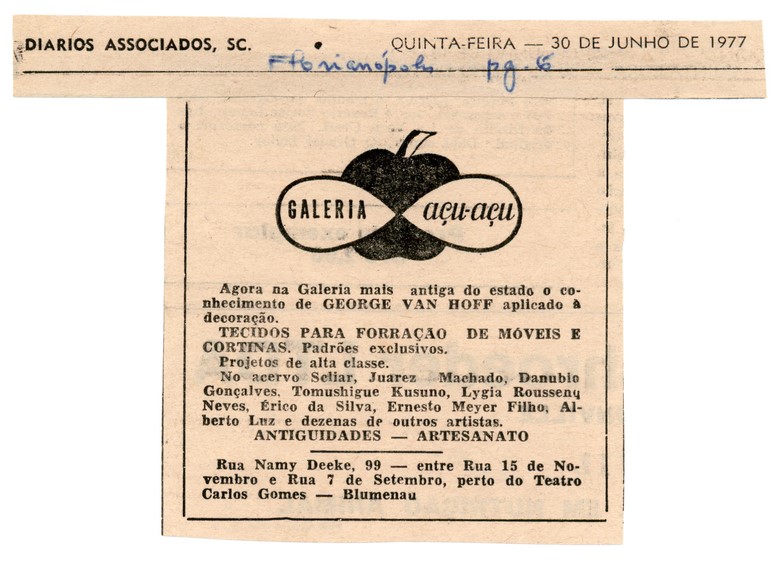 DIARIOS ASSOCIADOS, SC. • QUINTA-FEIRA — 30 DE JUNHO DE 1977
Florianópolis pg. 6
GALERIA açu-açu
Agora na Galeria mais antiga do estado o co-
nhecimento de GEORGE VAN HOFF aplicado à
decoração.
TECIDOS PARA FORRAÇÃO DE MÓVEIS E
CORTINAS. Padrões exclusivos.
Projetos de alta classe.
No acervo Scliar, Juarez Machado, Danubio
Gonçalves, Tomushigue Kusuno, Lygia Rousseny
Neves, Érico da Silva, Ernesto Meyer Filho, Al-
berto Luz e dezenas de outros artistas.
ANTIGUIDADES — ARTESANATO
Rua Namy Deeke, 99 — entre Rua 15 de No-
vembro e Rua 7 de Setembro, perto do Teatro
Carlos Gomes — Blumenau